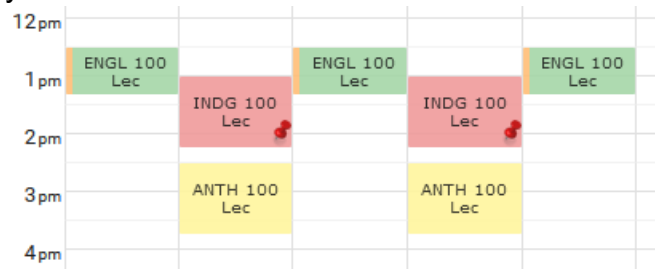 12pm
ENGL 100
Lec
ENGL 100
Lec
ENGL 100
Lec
1pm
INDG 100
Lec
INDG 100
Lec
2pm
ANTH 100
Lec
ANTH 100
Lec
3pm
4pm